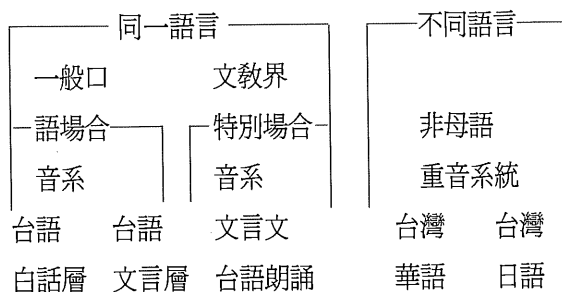 同一語言 不同語言
一般口 文教界
語場合 特別場合 非母語
音系 音系 重音系統
台語 台語 文言文 台灣 台灣
白話層 文言層 台語朗誦 華語 日語